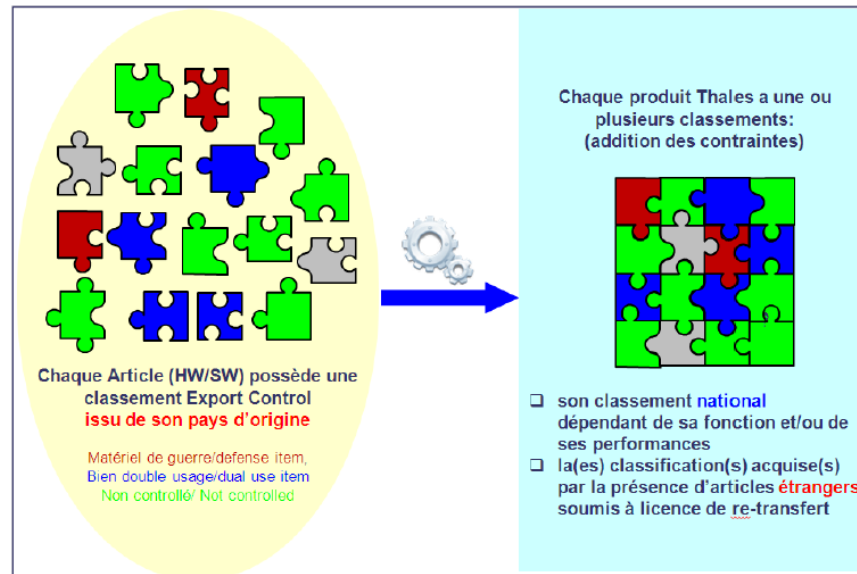 Chaque Article (HW/SW) possède une
classement Export Control
issu de son pays d'origine
Matériel de guerre/defense item,
Bien double usage/dual use item
Non controllé/ Not controlled
Chaque produit Thales a une ou
plusieurs classements:
(addition des contraintes)
son classement national
dépendant de sa fonction et/ou de
ses performances
la(es) classification(s) acquise(s)
par la présence d'articles étrangers
soumis à licence de re-transfert